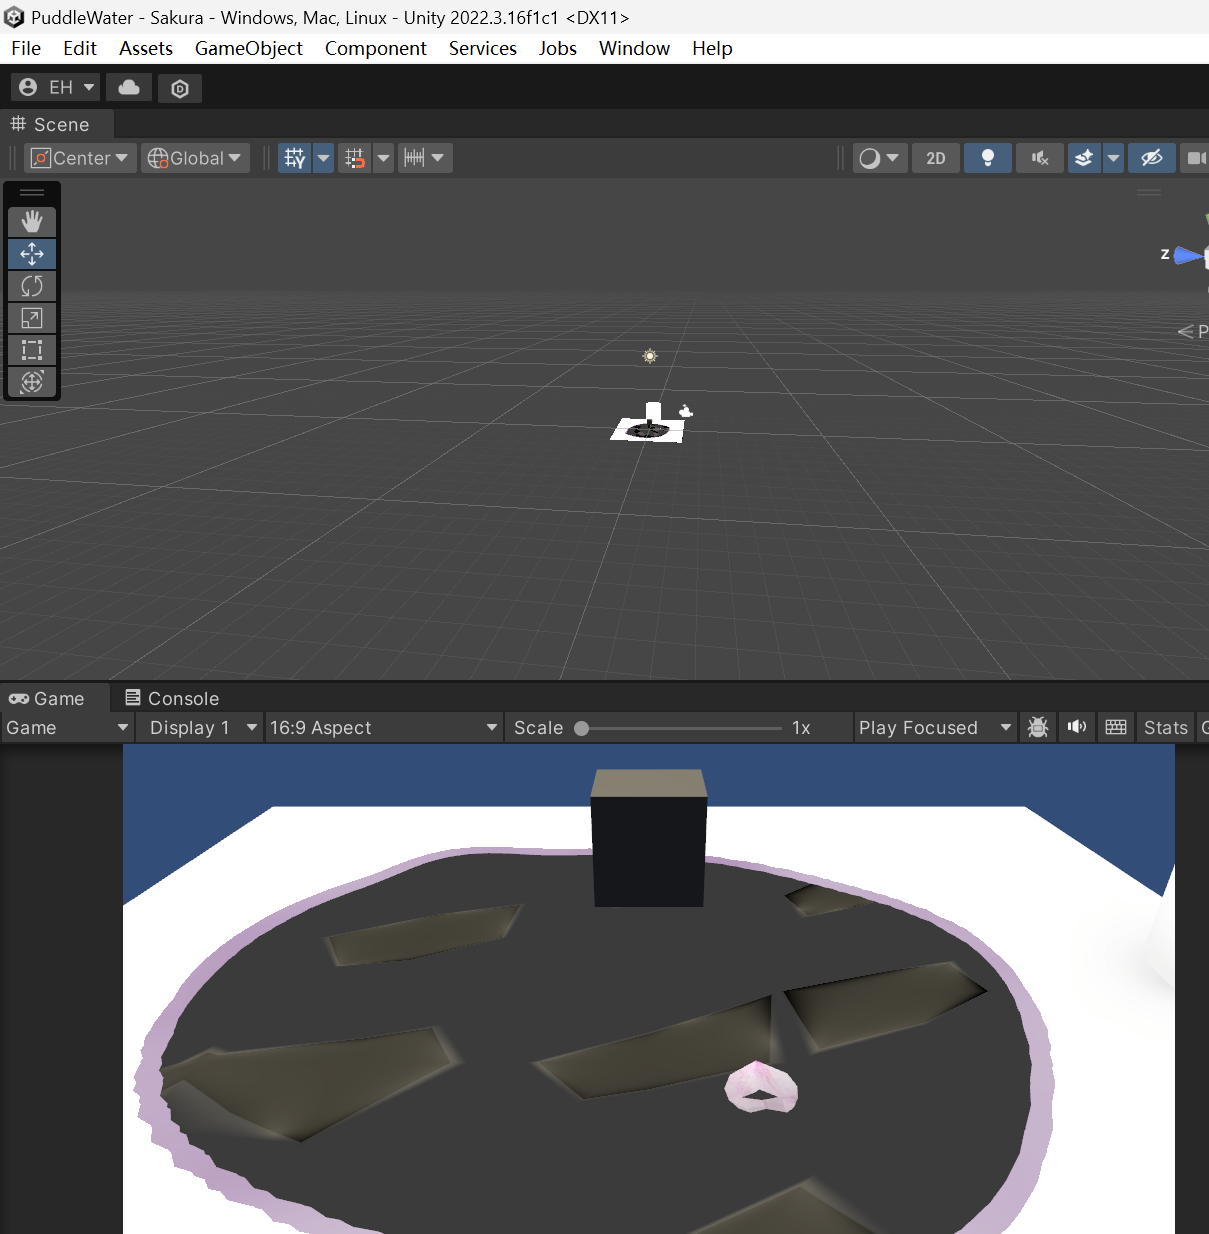 PuddleWater - Sakura - Windows, Mac, Linux - Unity 2022.3.16f1c1 <DX11>
File Edit Assets GameObject Component Services Jobs Window Help
EH
Scene
Center Global 2D
Z
P
Game Console
Game Display 1 16:9 Aspect Scale 1x Play Focused Stats G